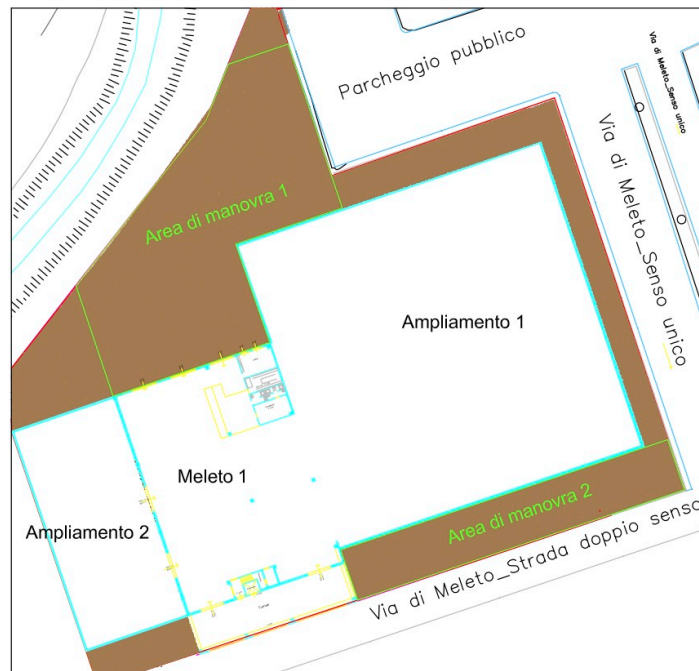 Parcheggio pubblico
Via di Meleto_Senso unico
Via di Meleto_Senso unico
Area di manovra 1
Ampliamento 1
Meleto 1
Ampliamento 2
Area di manovra 2
Via di Meleto_Strada doppio senso